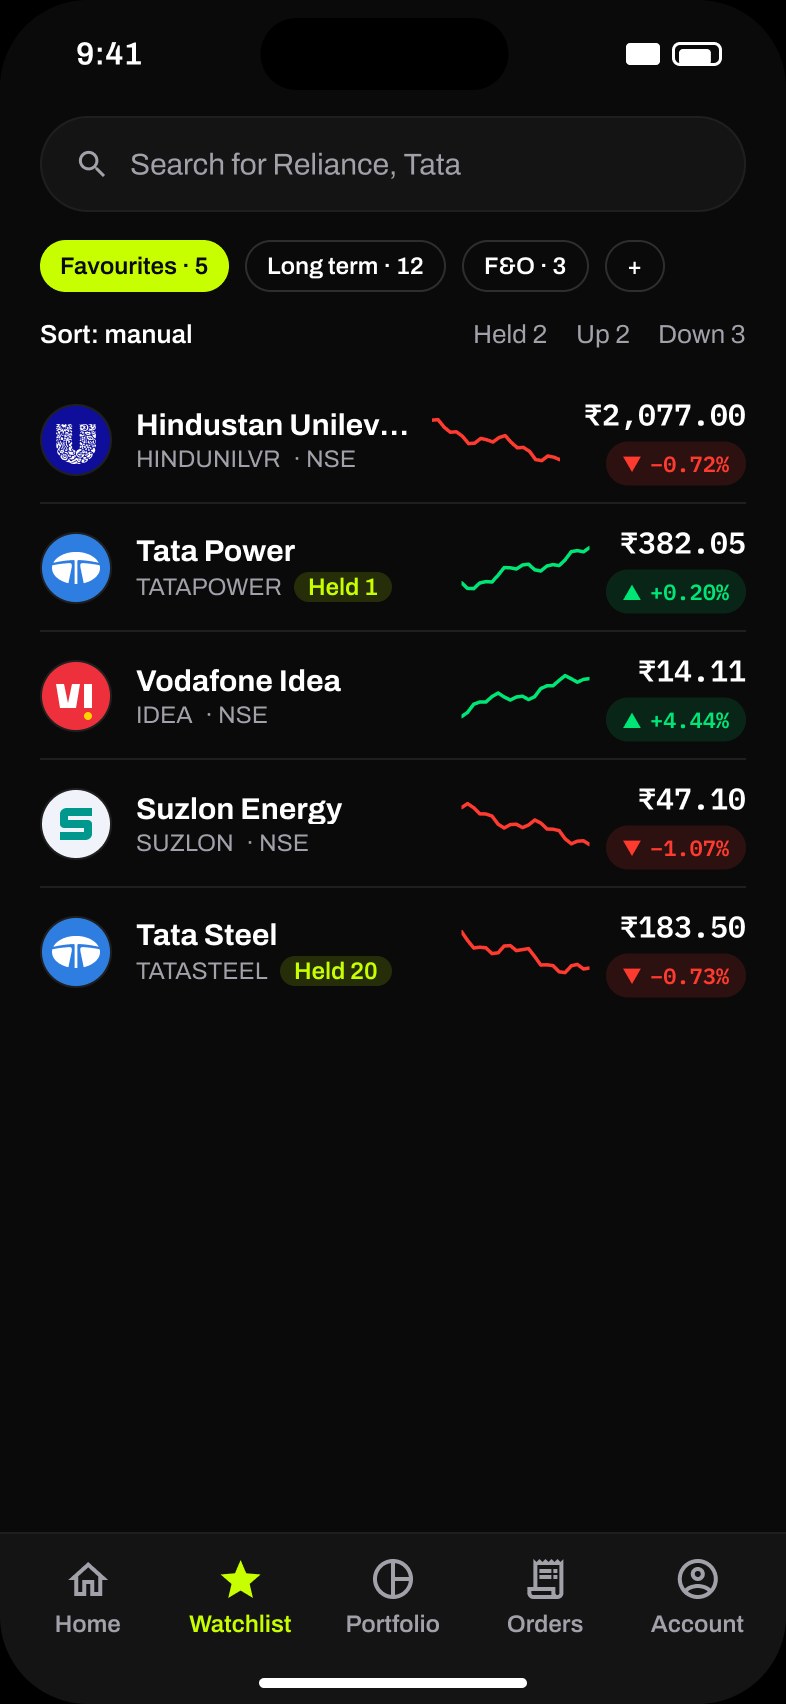 9:41
Search for Reliance, Tata
Favourites · 5 Long term · 12 F&O · 3 +
Sort: manual Held 2 Up 2 Down 3
Hindustan Unilev... ₹2,077.00
HINDUNILVR · NSE ▼ −0.72%
Tata Power ₹382.05
TATAPOWER Held 1 ▲ +0.20%
Vodafone Idea ₹14.11
IDEA · NSE ▲ +4.44%
Suzlon Energy ₹47.10
SUZLON · NSE ▼ −1.07%
Tata Steel ₹183.50
TATASTEEL Held 20 ▼ −0.73%
Home Watchlist Portfolio Orders Account